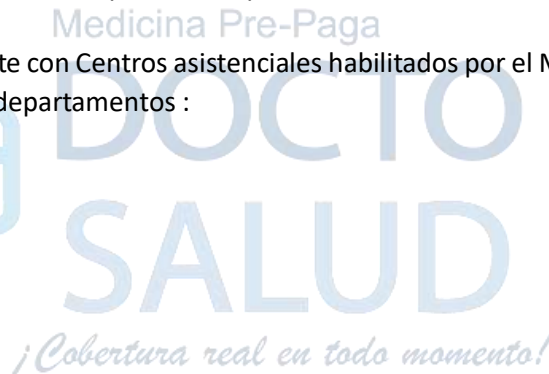 Medicina Pre-Paga
te con Centros asistenciales habilitados por el
departamentos :
DOCTO
SALUD
¡Cobertura real en todo momento!